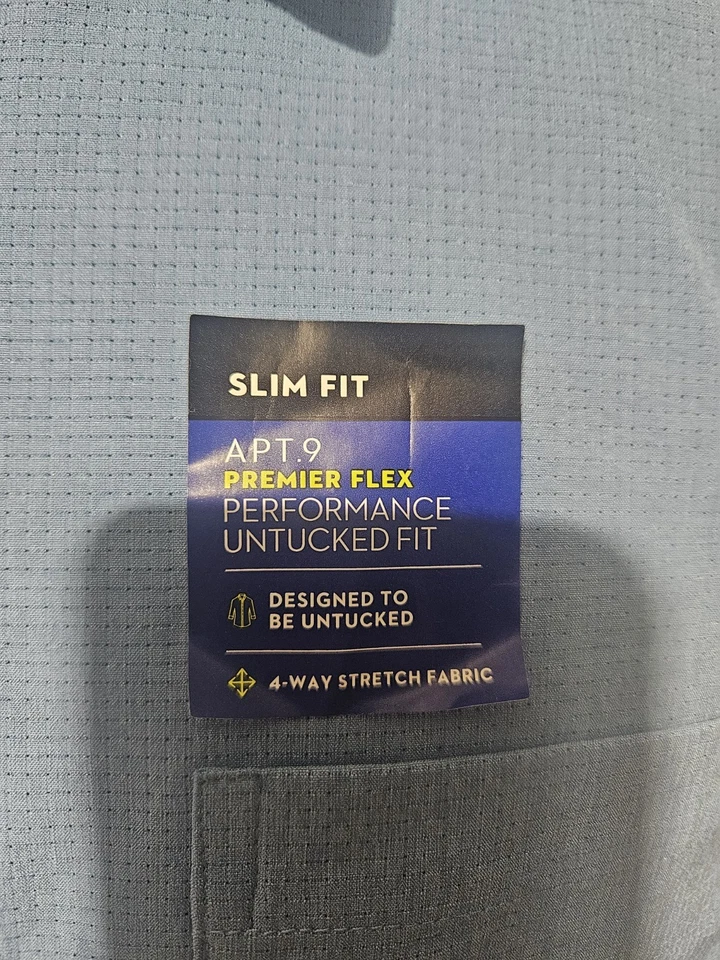 SLIM FIT
APT.9
PREMIER FLEX
PERFORMANCE
UNTUCKED FIT
DESIGNED TO
BE UNTUCKED
4-WAY STRETCH FABRIC